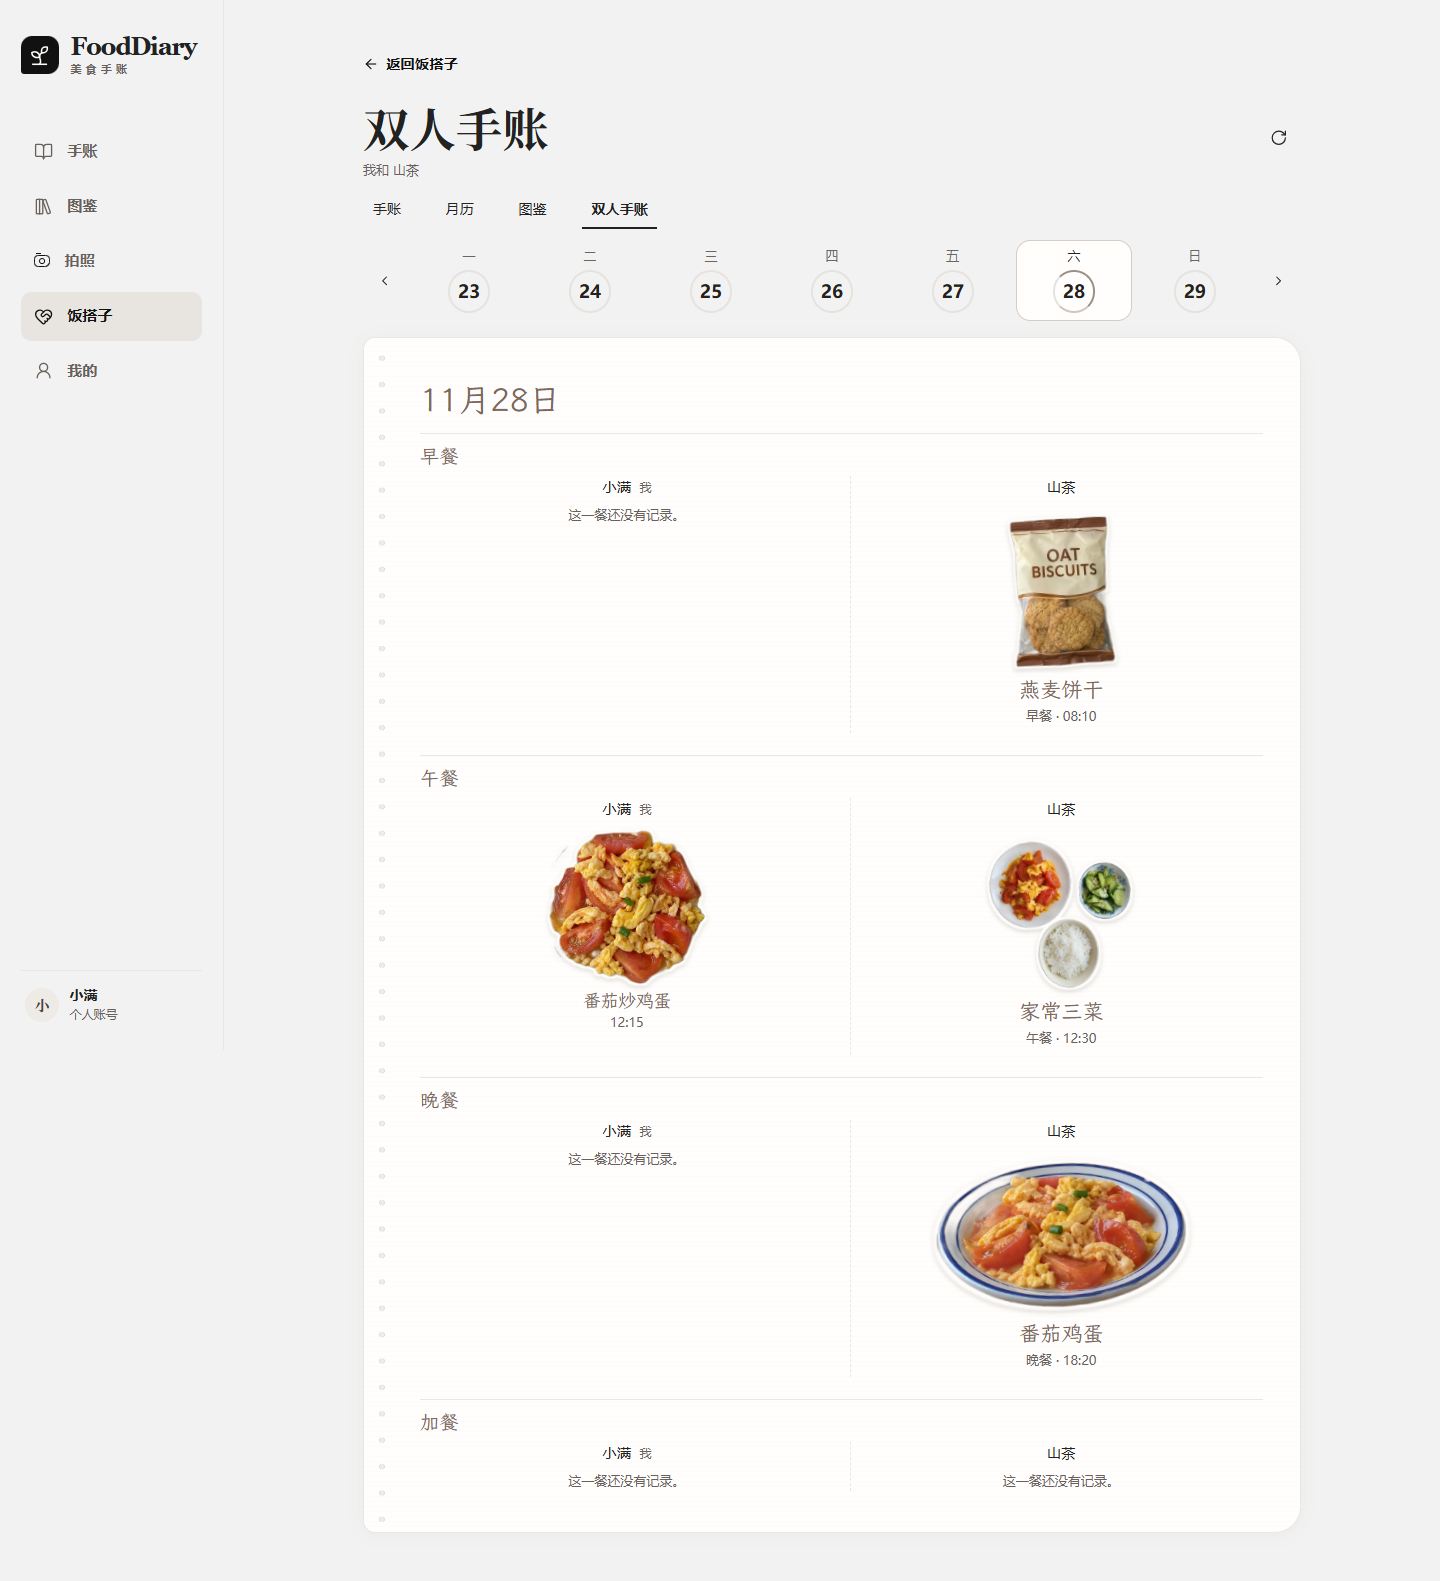 FoodDiary
美食手账
手账
图鉴
拍照
饭搭子
我的
小
小满
个人账号
返回饭搭子
双人手账
我和 山茶
手账 月历 图鉴 双人手账
一 二 三 四 五 六 日
23 24 25 26 27 28 29
11月28日
早餐
小满 我
这一餐还没有记录。
山茶
OAT
BISCUITS
燕麦饼干
早餐 · 08:10
午餐
小满 我
番茄炒鸡蛋
12:15
山茶
家常三菜
午餐 · 12:30
晚餐
小满 我
这一餐还没有记录。
山茶
番茄鸡蛋
晚餐 · 18:20
加餐
小满 我
这一餐还没有记录。
山茶
这一餐还没有记录。